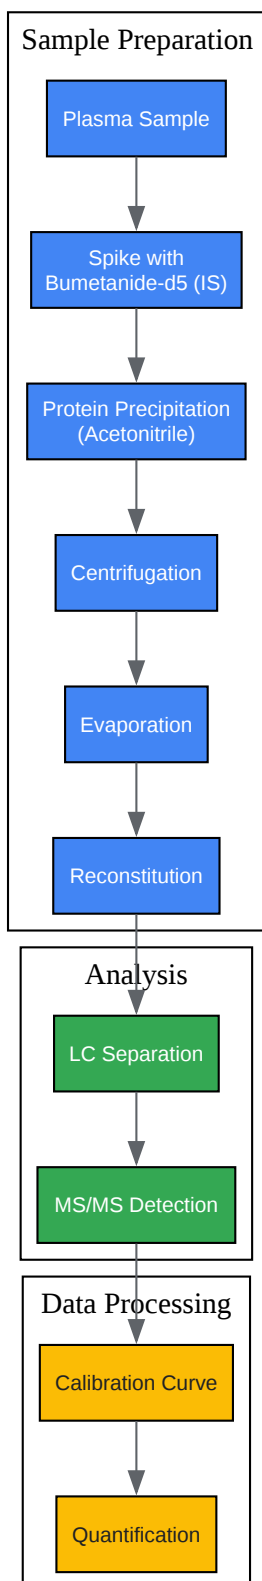 Sample Preparation
Plasma Sample
Spike with
Bumetanide-d5 (IS)
Protein Precipitation
(Acetonitrile)
Centrifugation
Evaporation
Reconstitution
Analysis
LC Separation
MS/MS Detection
Data Processing
Calibration Curve
Quantification